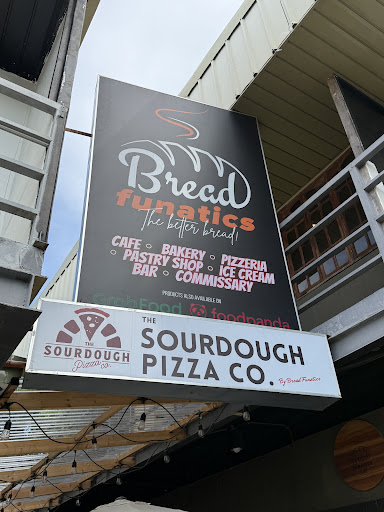 Bread
funatics
The better bread!
CAFE • BAKERY • PIZZERIA
PASTRY SHOP • ICE CREAM
BAR • COMMISSARY
PRODUCTS ALSO AVAILABLE ON
GrabFood foodpanda
THE
SOURDOUGH
Pizza co.
THE
SOURDOUGH
PIZZA CO.
By Bread Funatics